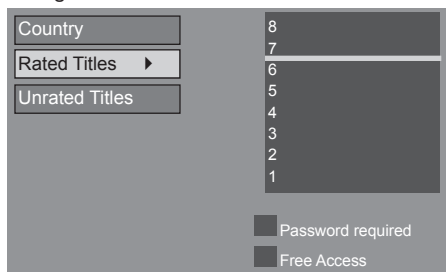 Country
Rated Titles
Unrated Titles
8
7
6
5
4
3
2
1
Password required
Free Access